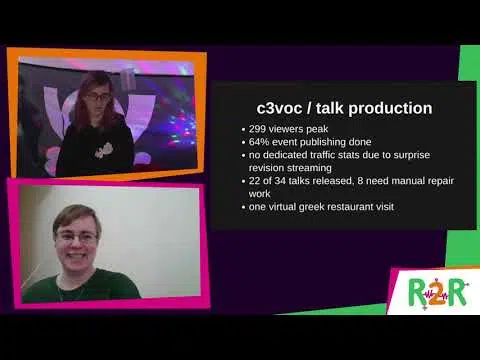 c3voc / talk production
• 299 viewers peak
• 64% event publishing done
• no dedicated traffic stats due to surprise
revision streaming
• 22 of 34 talks released, 8 need manual repair
work
• one virtual greek restaurant visit
R2R